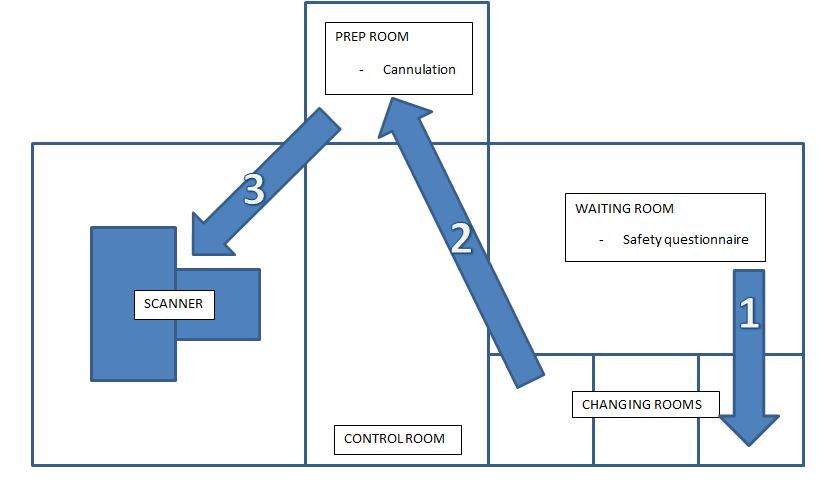 PREP ROOM
- Cannulation
3
2
WAITING ROOM
- Safety questionnaire
1
SCANNER
CHANGING ROOMS
CONTROL ROOM